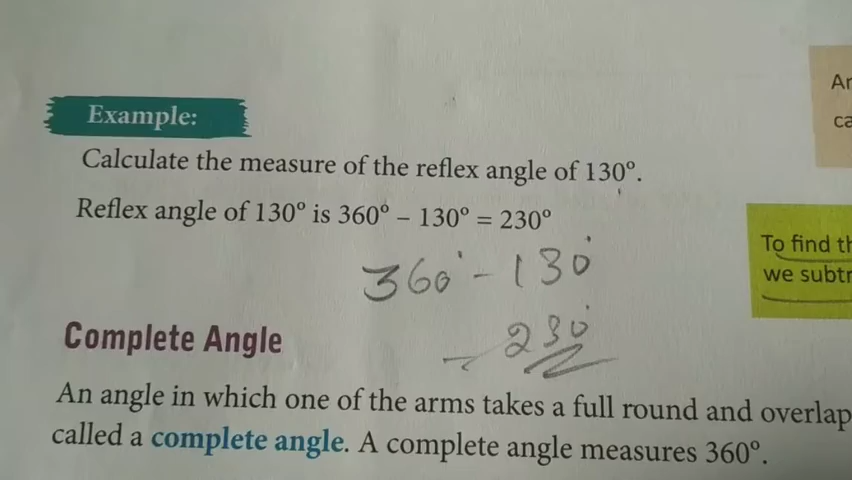 Example:
Calculate the measure of the reflex angle of 130°.
Reflex angle of 130° is 360° – 130° = 230°
360° – 130°
230°
To find th
we subtr
Complete Angle
An angle in which one of the arms takes a full round and overlap
called a complete angle. A complete angle measures 360°.
Ar
ca